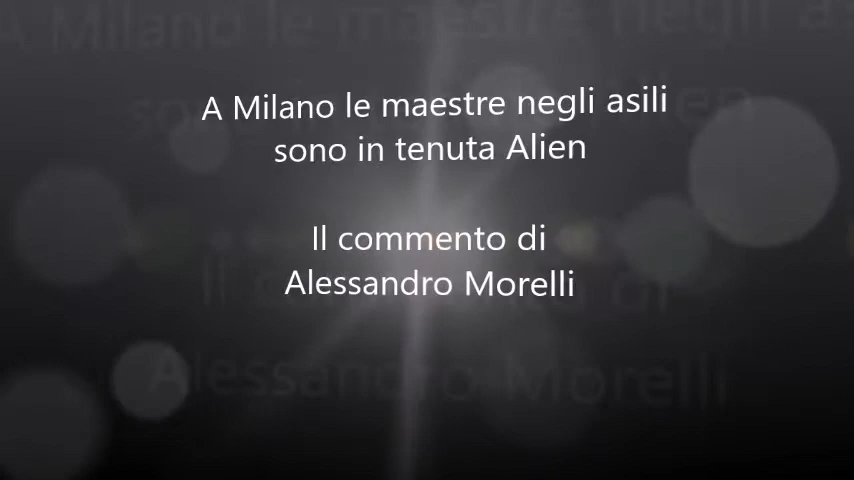 A Milano le maestre negli asili
sono in tenuta Alien
Il commento di
Alessandro Morelli